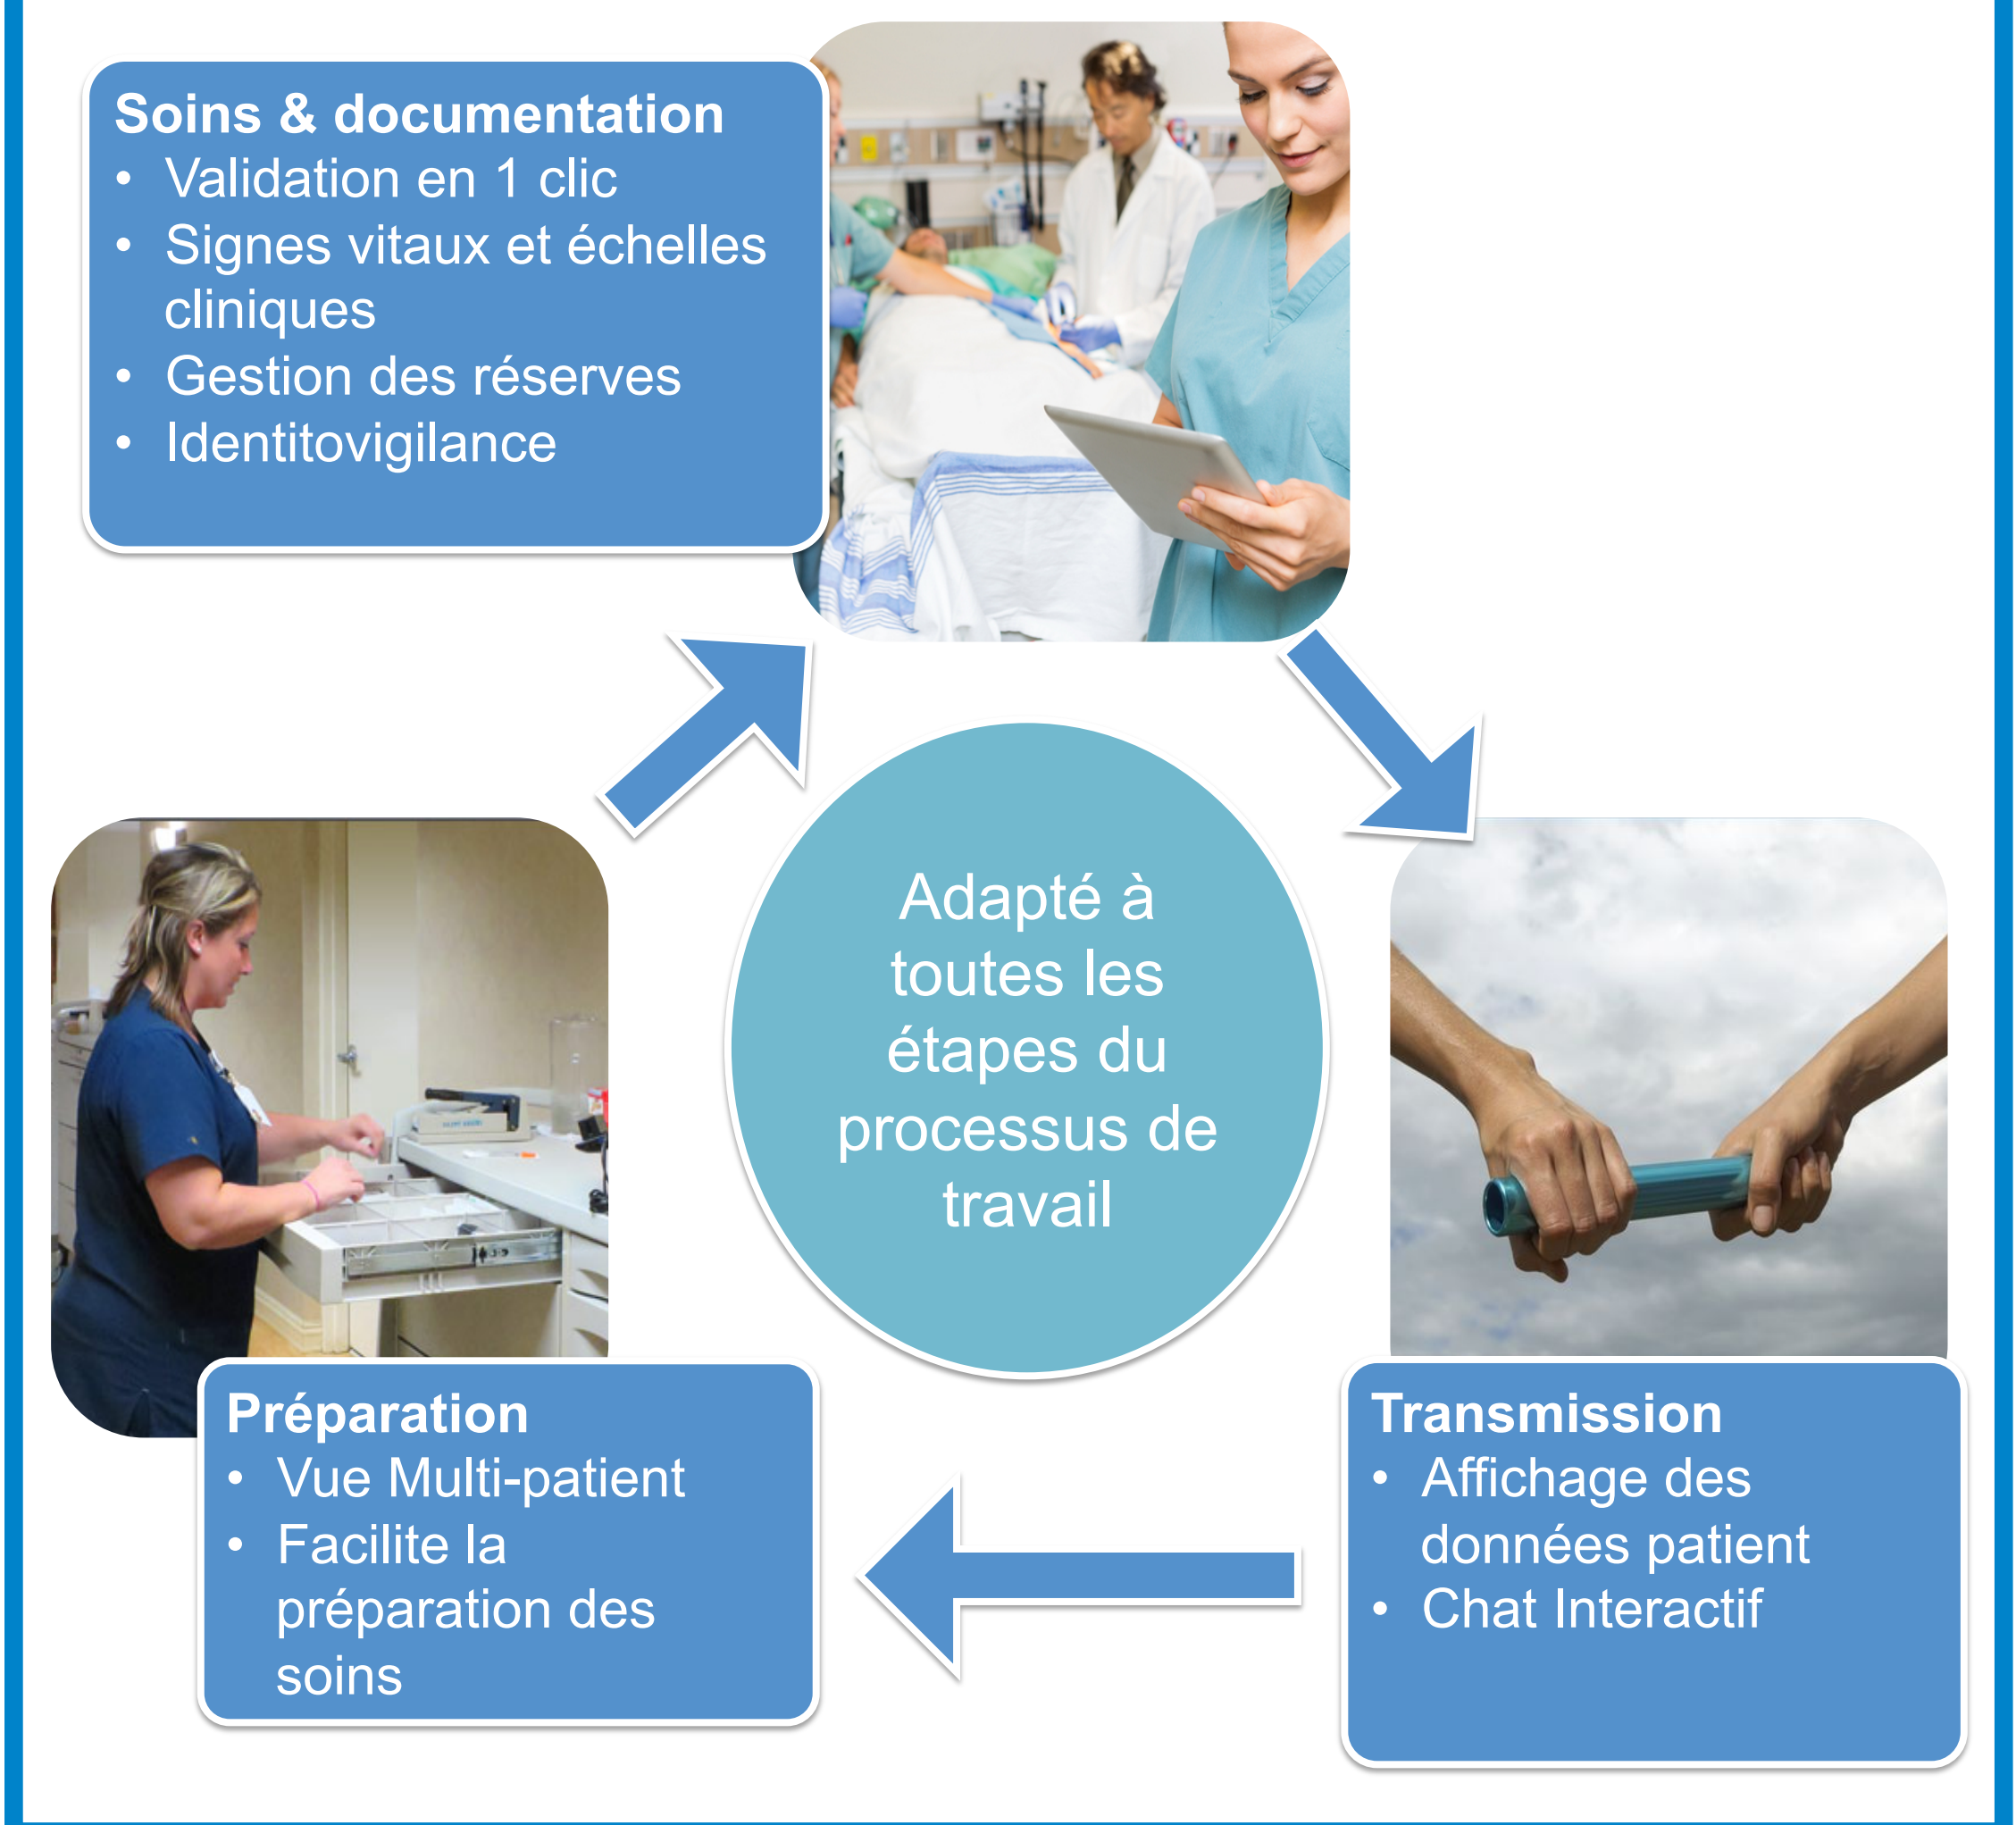 Soins & documentation
• Validation en 1 clic
• Signes vitaux et échelles
cliniques
• Gestion des réserves
• Identitovigilance
Adapté à
toutes les
étapes du
processus de
travail
Préparation
• Vue Multi-patient
• Facilite la
préparation des
soins
Transmission
• Affichage des
données patient
• Chat Interactif